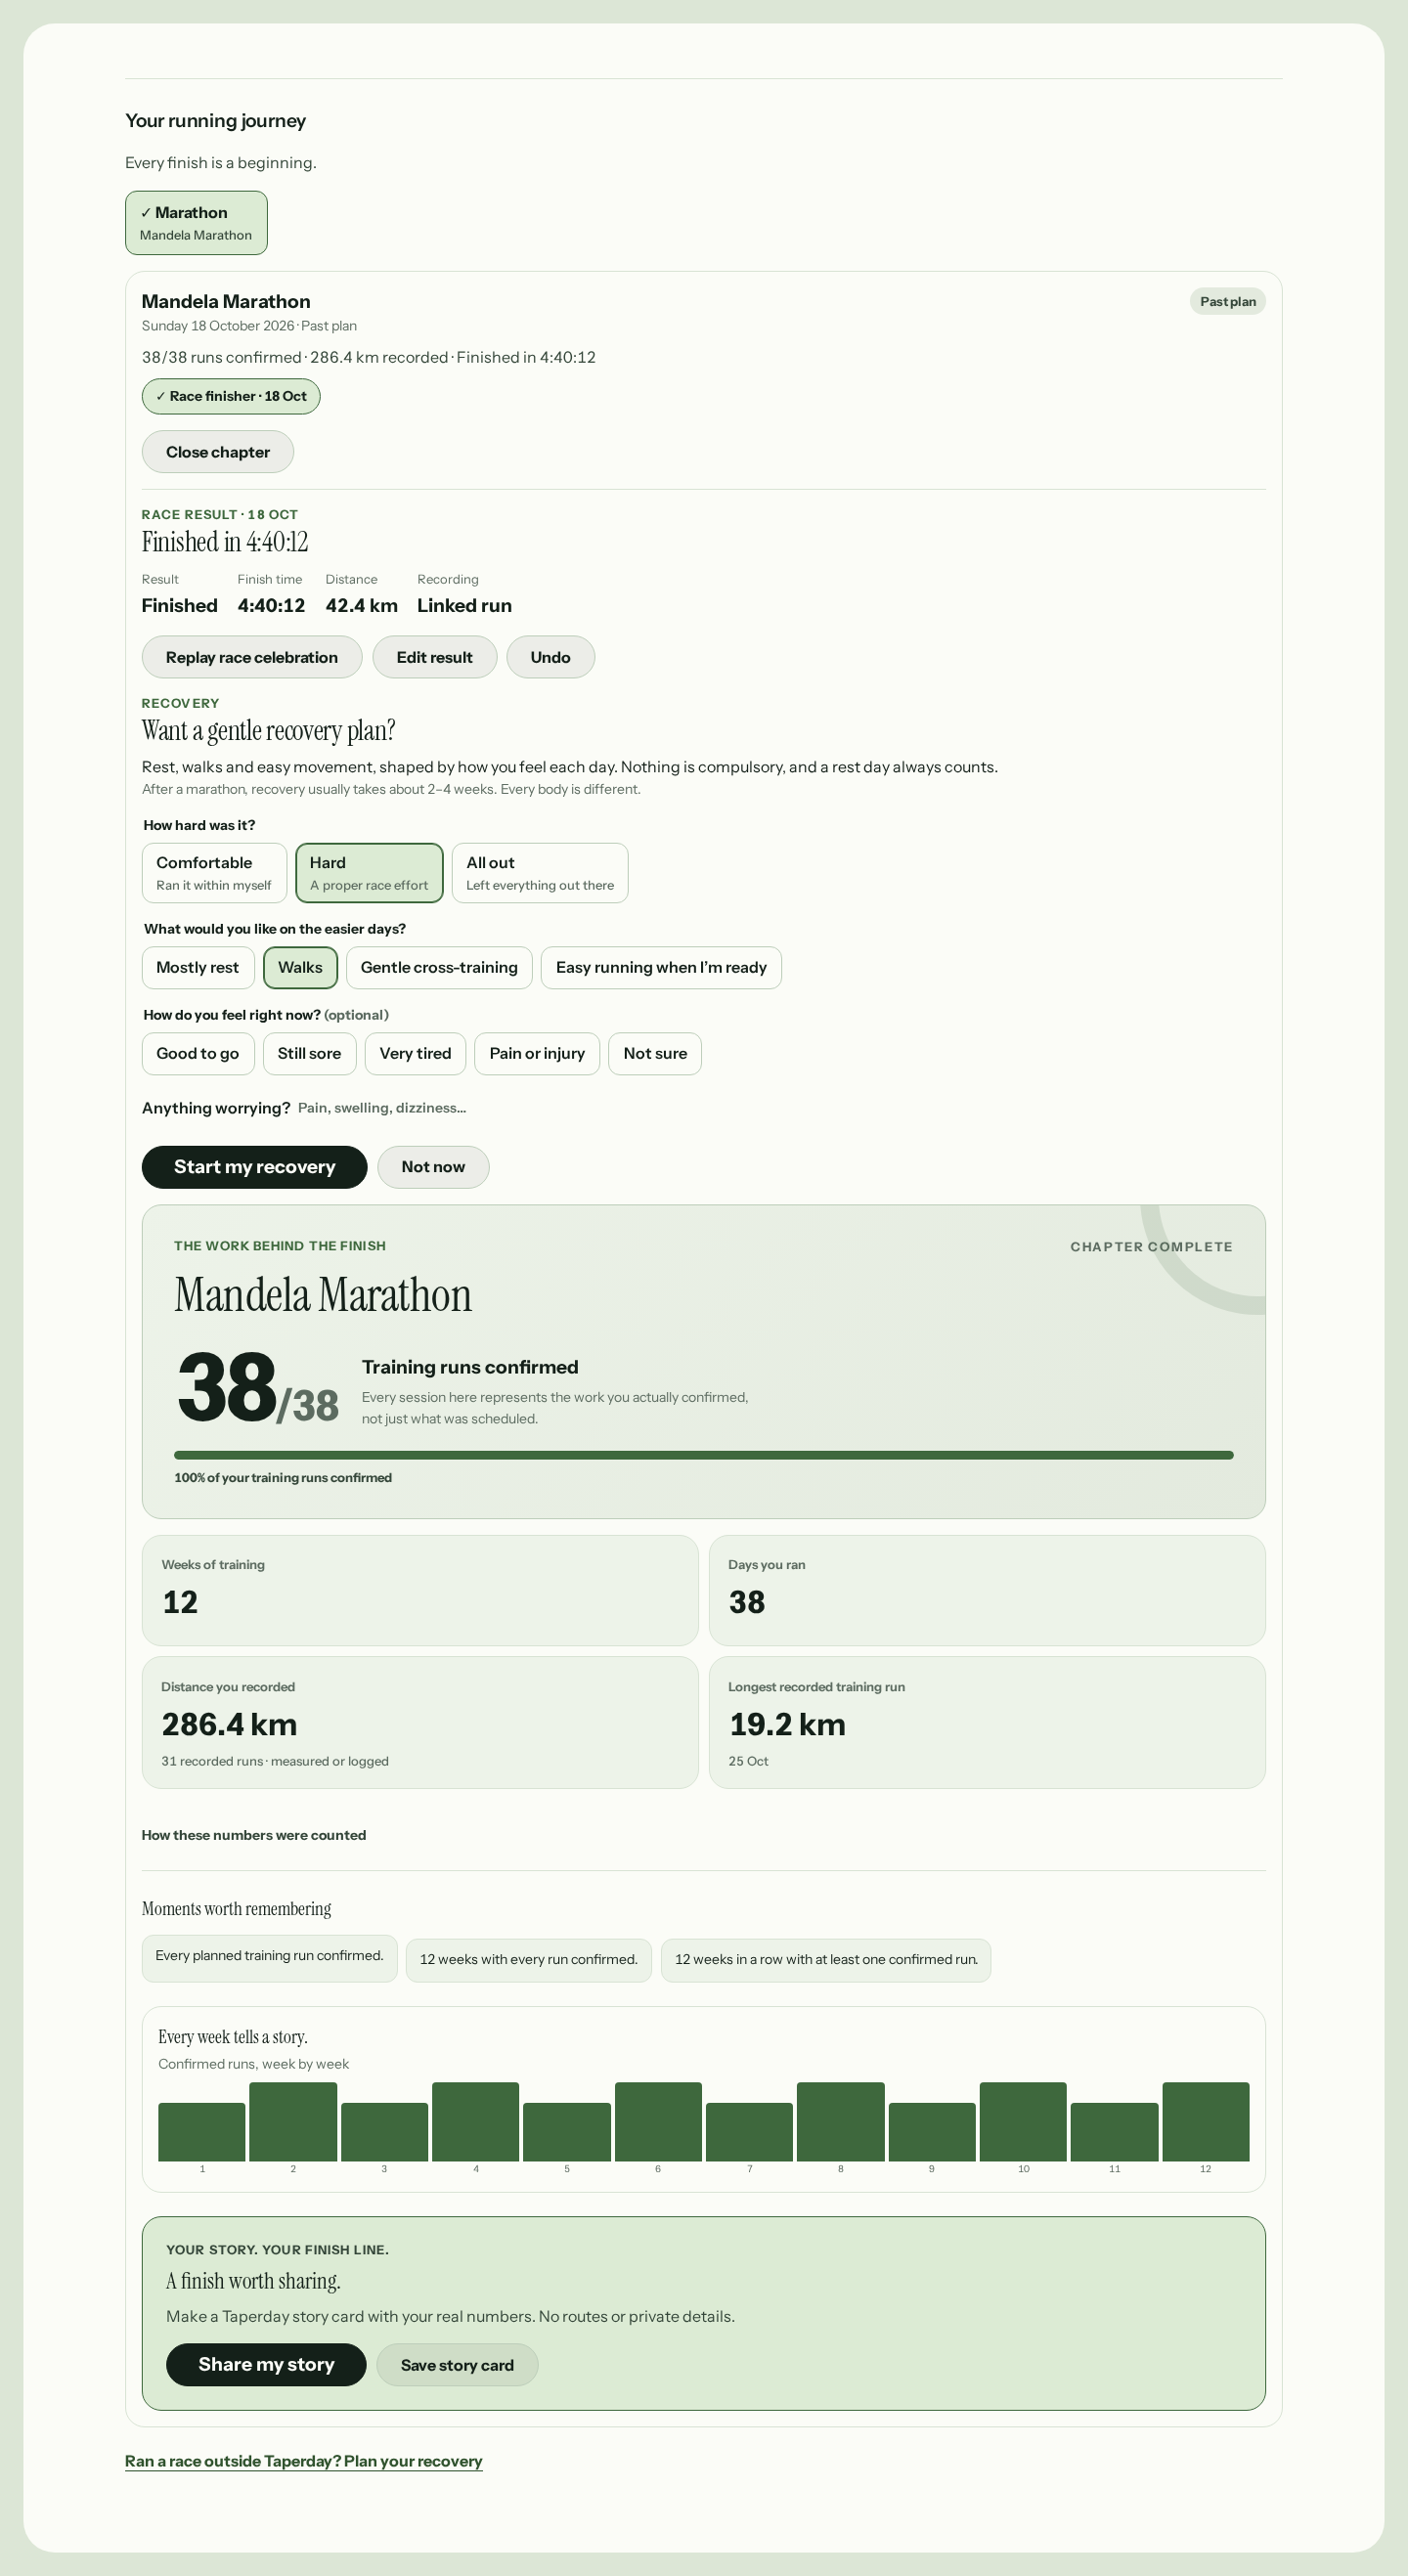 Your running journey
Every finish is a beginning.
✓ Marathon
Mandela Marathon
Mandela Marathon
Past plan
Sunday 18 October 2026 · Past plan
38/38 runs confirmed · 286.4 km recorded · Finished in 4:40:12
✓ Race finisher · 18 Oct
Close chapter
RACE RESULT · 18 OCT
Finished in 4:40:12
Result Finish time Distance Recording
Finished 4:40:12 42.4 km Linked run
Replay race celebration Edit result Undo
RECOVERY
Want a gentle recovery plan?
Rest, walks and easy movement, shaped by how you feel each day. Nothing is compulsory, and a rest day always counts.
After a marathon, recovery usually takes about 2–4 weeks. Every body is different.
How hard was it?
Comfortable Hard All out
Ran it within myself A proper race effort Left everything out there
What would you like on the easier days?
Mostly rest Walks Gentle cross-training Easy running when I’m ready
How do you feel right now? (optional)
Good to go Still sore Very tired Pain or injury Not sure
Anything worrying? Pain, swelling, dizziness…
Start my recovery Not now
THE WORK BEHIND THE FINISH
CHAPTER COMPLETE
Mandela Marathon
38/38
Training runs confirmed
Every session here represents the work you actually confirmed,
not just what was scheduled.
100% of your training runs confirmed
Weeks of training
12
Days you ran
38
Distance you recorded
286.4 km
31 recorded runs · measured or logged
Longest recorded training run
19.2 km
25 Oct
How these numbers were counted
Moments worth remembering
Every planned training run confirmed. 12 weeks with every run confirmed. 12 weeks in a row with at least one confirmed run.
Every week tells a story.
Confirmed runs, week by week
1 2 3 4 5 6 7 8 9 10 11 12
YOUR STORY. YOUR FINISH LINE.
A finish worth sharing.
Make a Taperday story card with your real numbers. No routes or private details.
Share my story Save story card
Ran a race outside Taperday? Plan your recovery